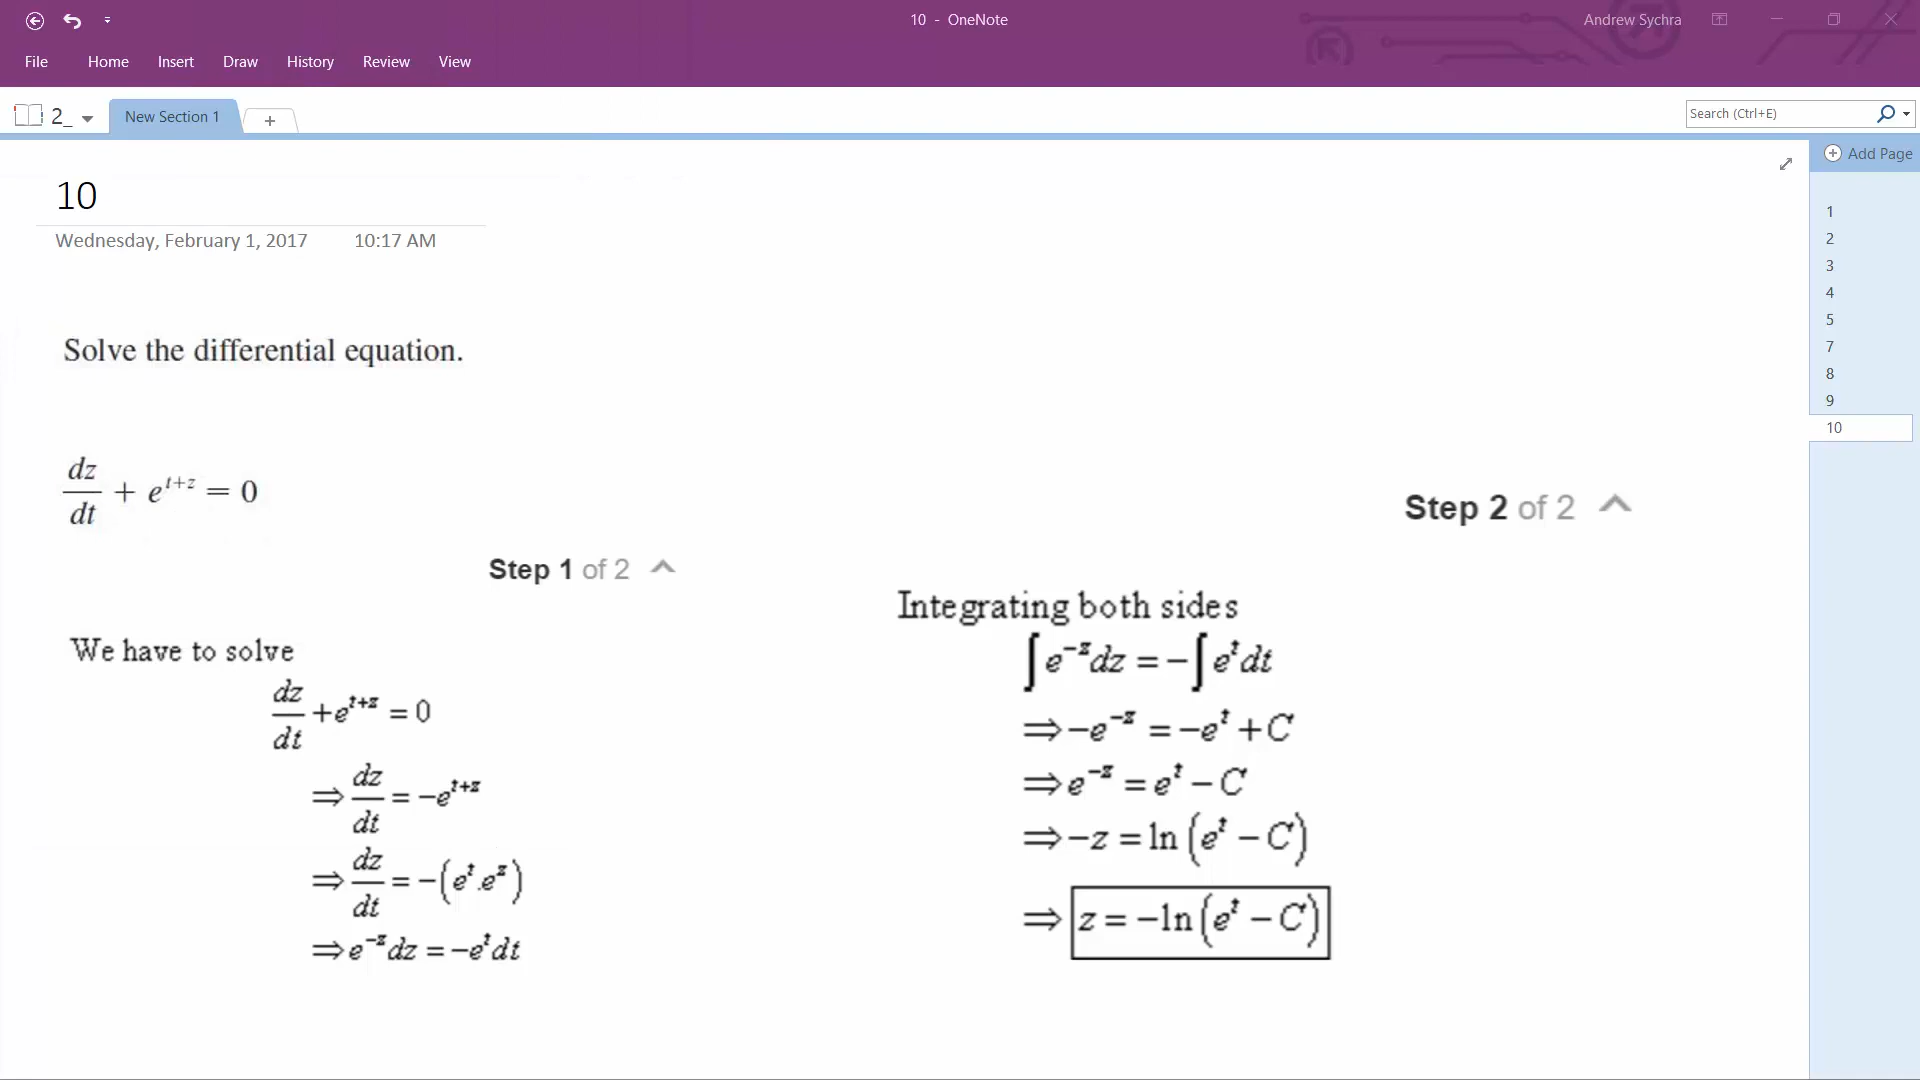 10 - OneNote
Andrew Sychra
File Home Insert Draw History Review View
2_
New Section 1
+
Search (Ctrl+E)
Add Page
10
Wednesday, February 1, 2017 10:17 AM
1
2
3
4
5
7
8
9
10
Solve the differential equation.
dz/dt + e^{t+z} = 0
Step 1 of 2
We have to solve
dz/dt + e^{t+z} = 0
⇒ dz/dt = −e^{t+z}
⇒ dz/dt = −(e^t.e^z)
⇒ e^{−z}dz = −e^t dt
Step 2 of 2
Integrating both sides
∫e^{−z}dz = −∫e^t dt
⇒ −e^{−z} = −e^t + C
⇒ e^{−z} = e^t − C
⇒ −z = ln(e^t − C)
⇒ z = −ln(e^t − C)